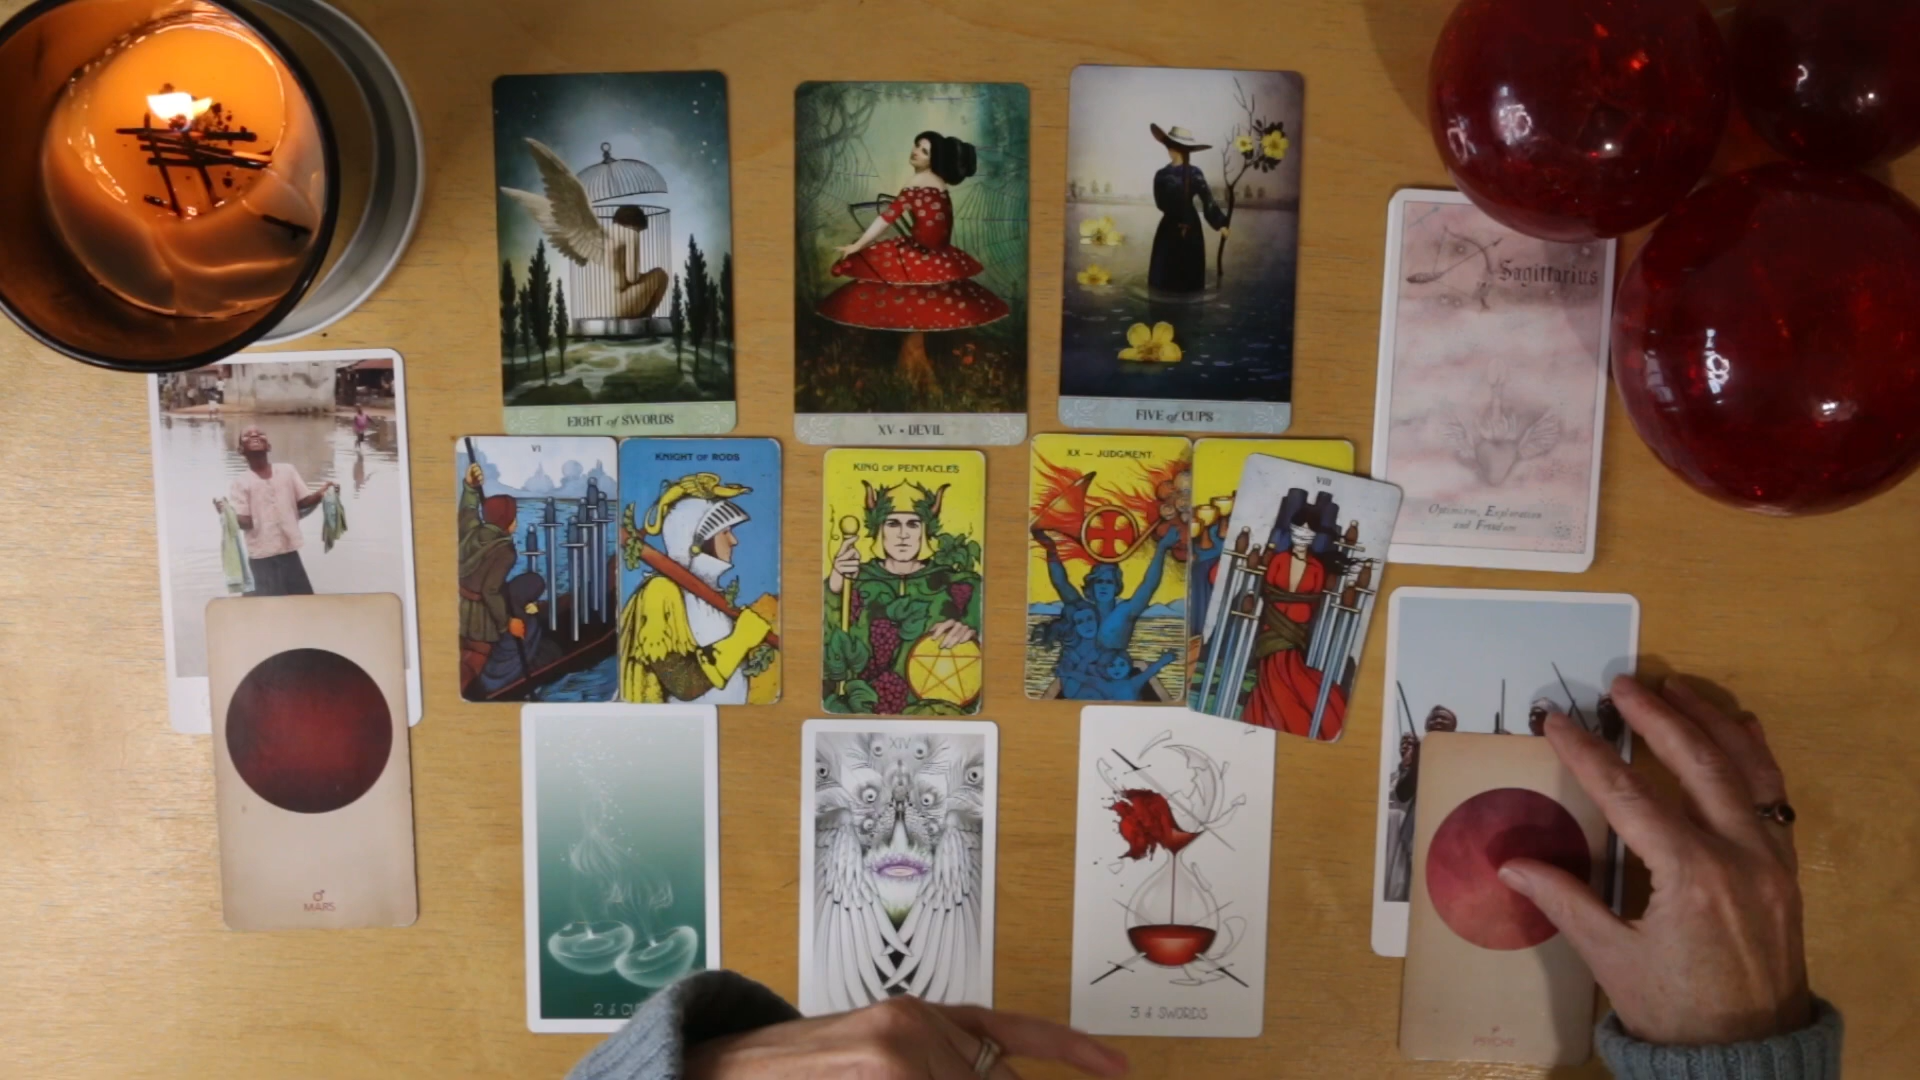 EIGHT of SWORDS
XV • DEVIL
FIVE of CUPS
Sagittarius
Optimism, Exploration
and Freedom
VI
KNIGHT OF RODS
KING OF PENTACLES
XX — JUDGMENT
VIII
♂
MARS
XIV
3 of SWORDS
PSYCHE